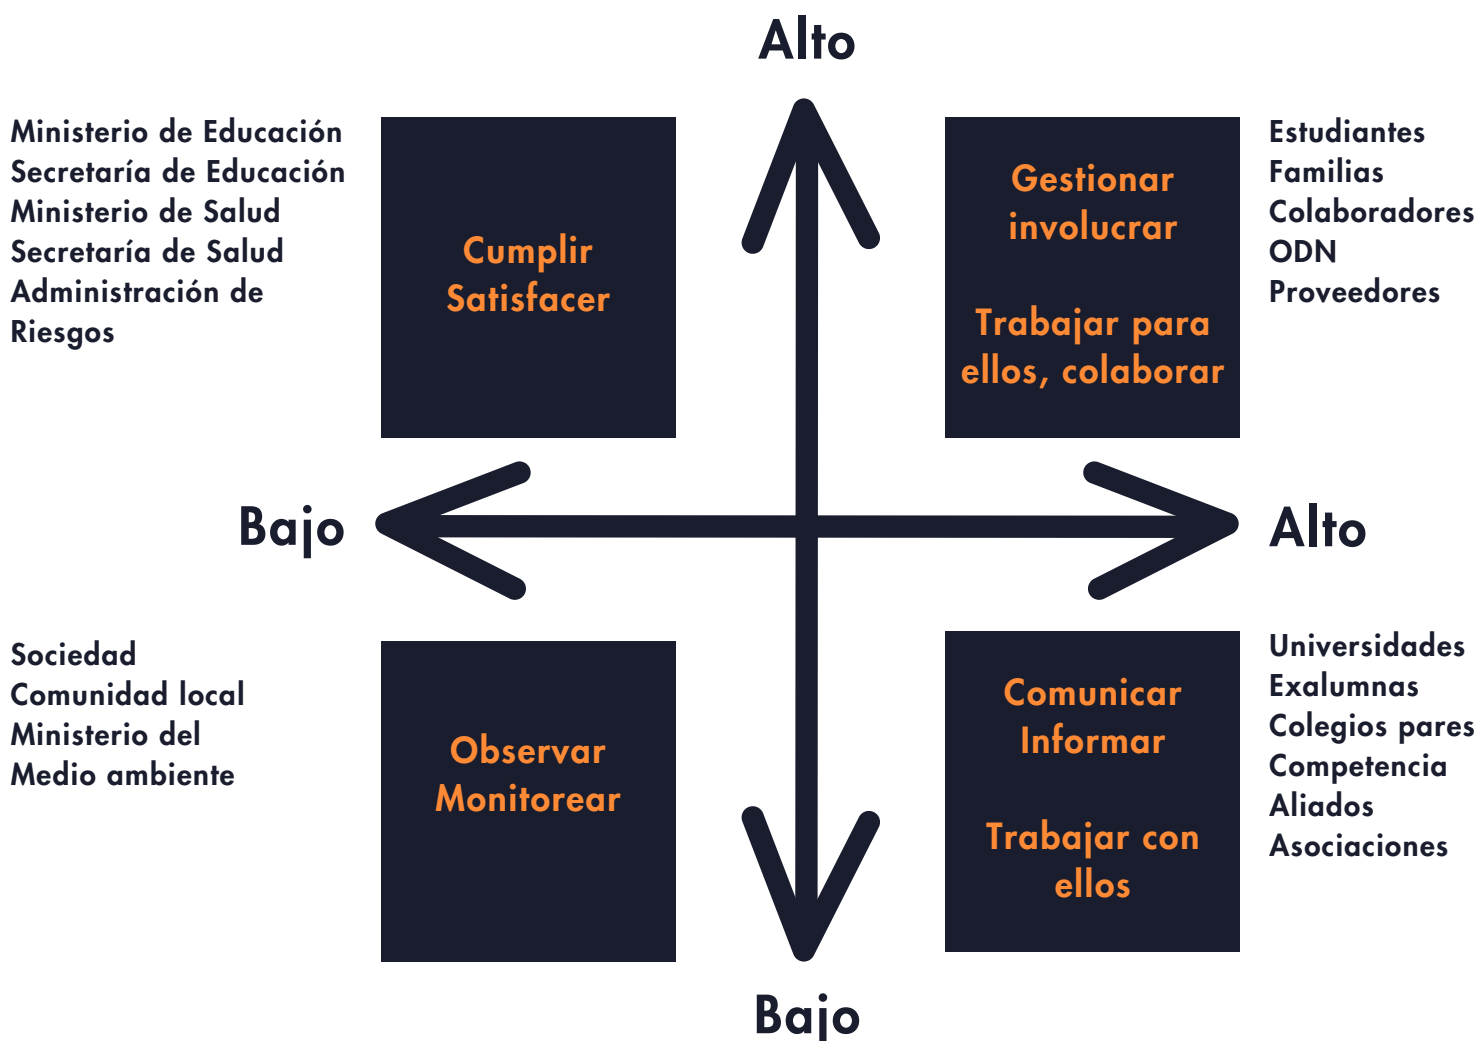 Alto
Ministerio de Educación
Secretaría de Educación
Ministerio de Salud
Secretaría de Salud
Administración de
Riesgos
Cumplir
Satisfacer
Gestionar
involucrar
Trabajar para
ellos, colaborar
Estudiantes
Familias
Colaboradores
ODN
Proveedores
Bajo
Alto
Sociedad
Comunidad local
Ministerio del
Medio ambiente
Observar
Monitorear
Comunicar
Informar
Trabajar con
ellos
Universidades
Exalumnas
Colegios pares
Competencia
Aliados
Asociaciones
Bajo